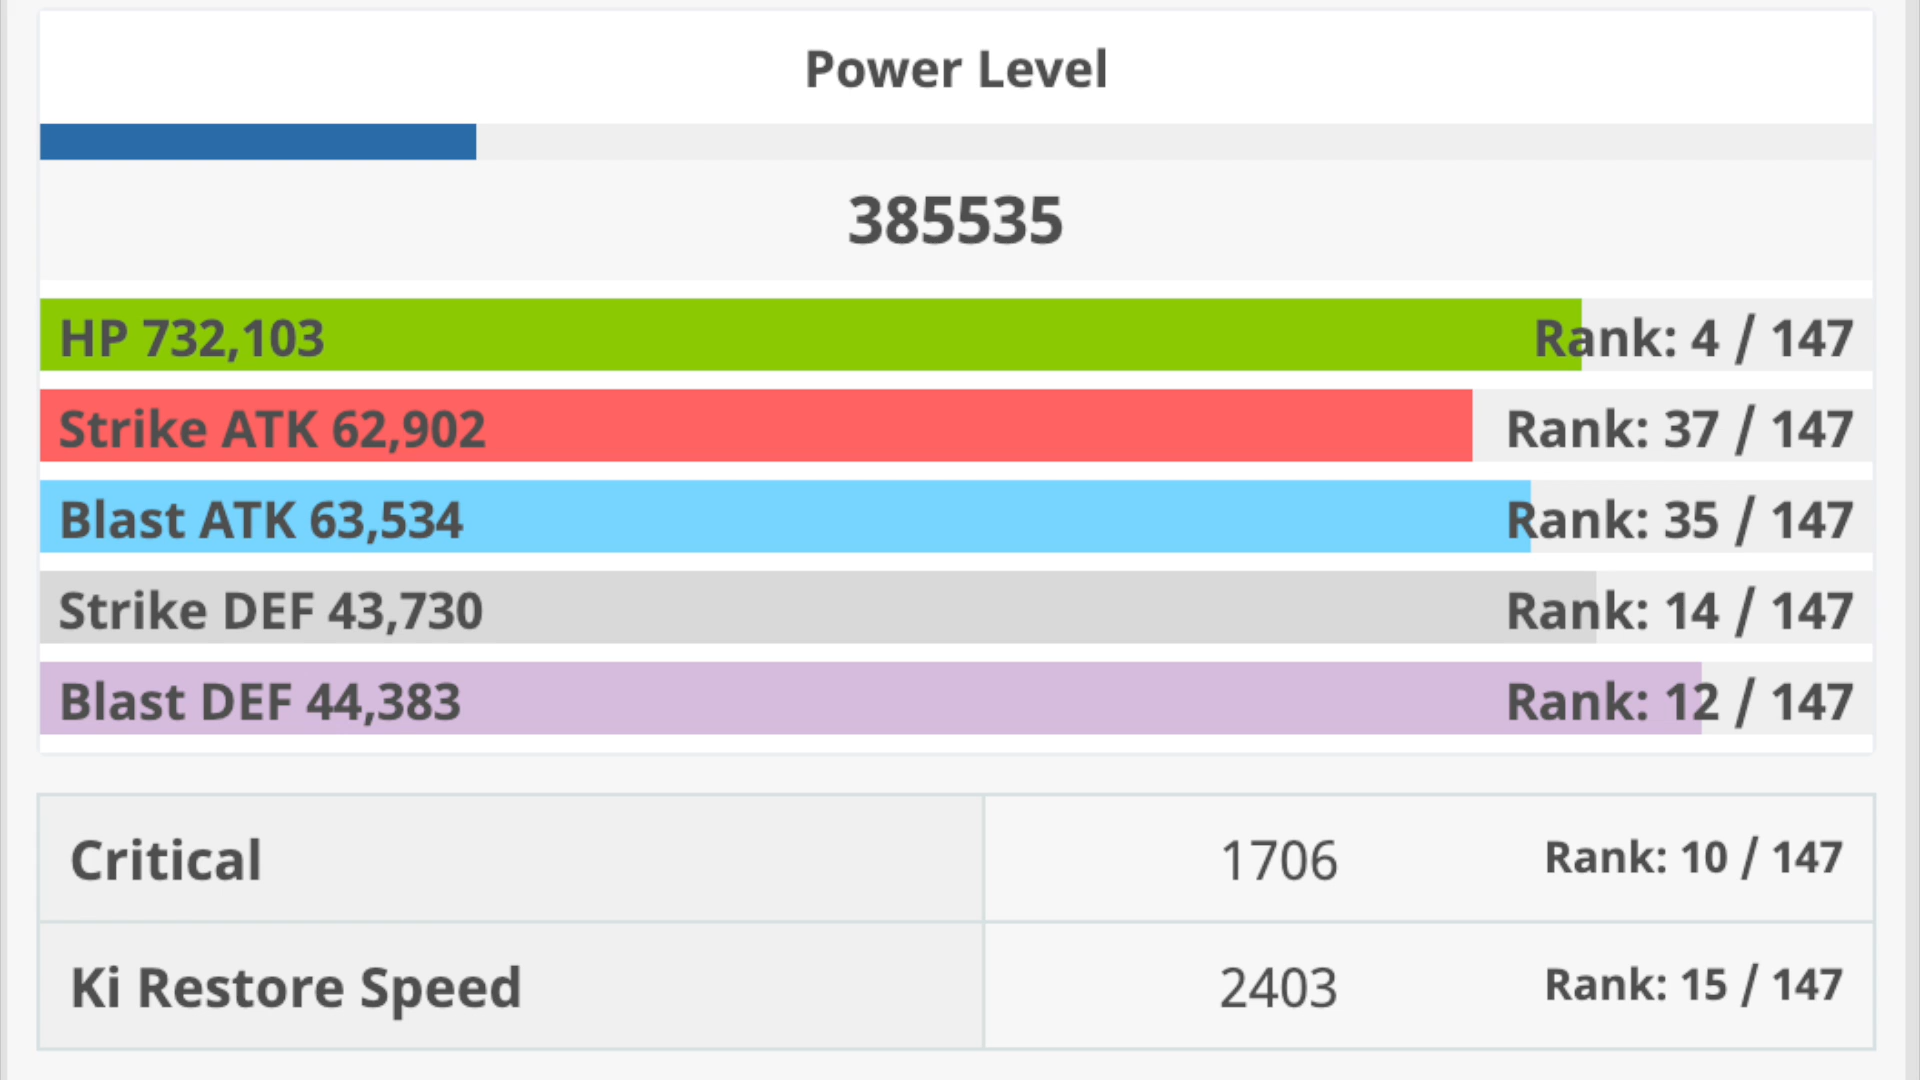 Power Level
385535
HP 732,103 Rank: 4 / 147
Strike ATK 62,902 Rank: 37 / 147
Blast ATK 63,534 Rank: 35 / 147
Strike DEF 43,730 Rank: 14 / 147
Blast DEF 44,383 Rank: 12 / 147
Critical 1706 Rank: 10 / 147
Ki Restore Speed 2403 Rank: 15 / 147